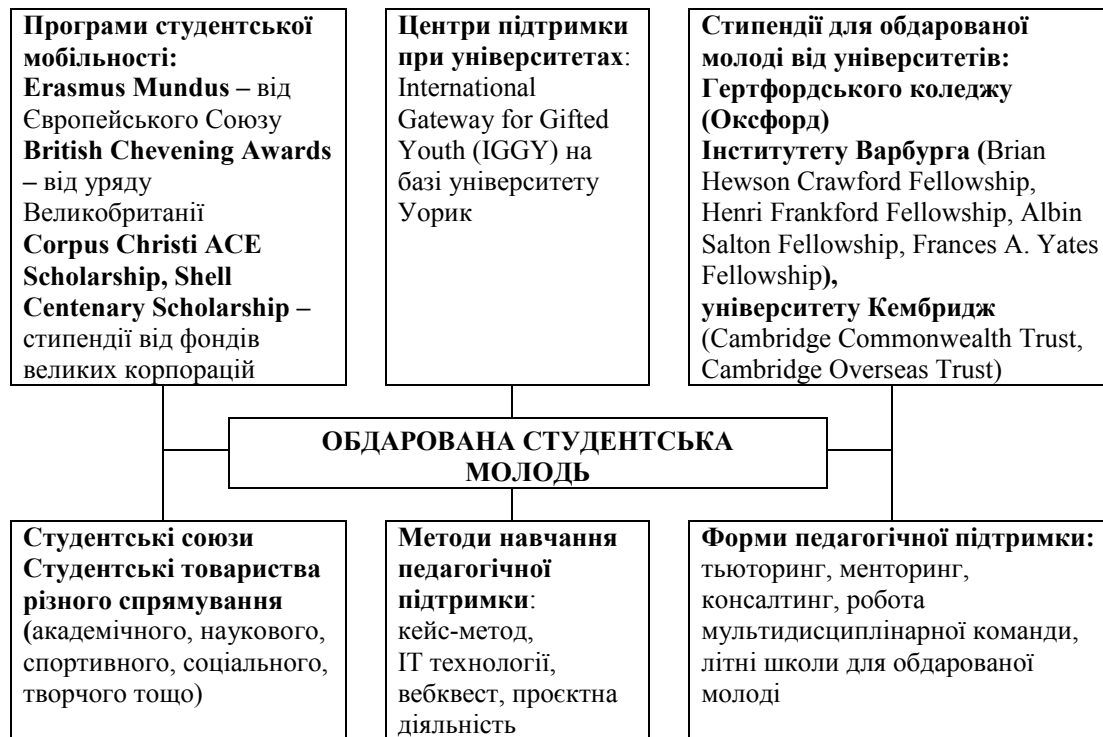 Програми студентської
мобільності:
Erasmus Mundus – від
Європейського Союзу
British Chevening Awards
– від уряду
Великобританії
Corpus Christi ACE
Scholarship, Shell
Centenary Scholarship –
стипендії від фондів
великих корпорацій
Центри підтримки
при університетах:
International
Gateway for Gifted
Youth (IGGY) на
базі університету
Уорик
Стипендії для обдарованої
молоді від університетів:
Гертфордського коледжу
(Оксфорд)
Інститутету Варбурга (Brian
Hewson Crawford Fellowship,
Henri Frankford Fellowship, Albin
Salton Fellowship, Frances A. Yates
Fellowship),
університету Кембридж
(Cambridge Commonwealth Trust,
Cambridge Overseas Trust)
ОБДАРОВАНА СТУДЕНТСЬКА
МОЛОДЬ
Студентські союзи
Студентські товариства
різного спрямування
(академічного, наукового,
спортивного, соціального,
творчого тощо)
Методи навчання
педагогічної
підтримки:
кейс-метод,
ІТ технології,
вебквест, проєктна
діяльність
Форми педагогічної підтримки:
тьюторинг, менторинг,
консалтинг, робота
мультидисциплінарної команди,
літні школи для обдарованої
молоді